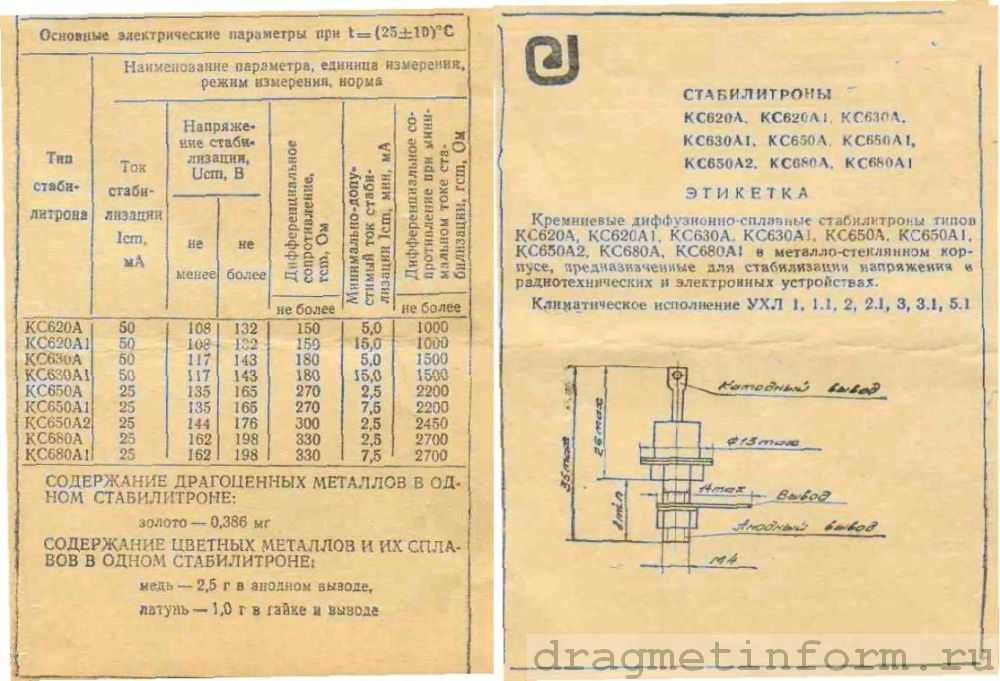 Основные электрические параметры при t=(25±10)°С
Тип
стаби-
литрона
Наименование параметра, единица измерения,
режим измерения, норма
Ток
стаби-
лизации
Iст,
мА
Напряже-
ние стаби-
лизации,
Uст, В
не
менее
не
более
Дифференциальное
сопротивление,
rст, Ом
не более
Минимально-допу-
стимый ток стаби-
лизации Iст, мин, мА
Дифференциальное со-
противление при мини-
мальном токе ста-
билизации, rст, Ом
не более
КС620А 50 108 132 150 5,0 1000
КС620А1 50 108 132 150 15,0 1000
КС630А 50 117 143 180 5,0 1500
КС630А1 50 117 143 180 15,0 1500
КС650А 25 135 165 270 2,5 2200
КС650А1 25 135 165 270 7,5 2200
КС650А2 25 144 176 300 2,5 2450
КС680А 25 162 198 330 2,5 2700
КС680А1 25 162 198 330 7,5 2700
СОДЕРЖАНИЕ ДРАГОЦЕННЫХ МЕТАЛЛОВ В ОД-
НОМ СТАБИЛИТРОНЕ:
золото — 0,386 мг
СОДЕРЖАНИЕ ЦВЕТНЫХ МЕТАЛЛОВ И ИХ СПЛА-
ВОВ В ОДНОМ СТАБИЛИТРОНЕ:
медь — 2,5 г в анодном выводе,
латунь — 1,0 г в гайке и выводе
СТАБИЛИТРОНЫ
КС620А, КС620А1, КС630А,
КС630А1, КС650А, КС650А1,
КС650А2, КС680А, КС680А1
ЭТИКЕТКА
Кремниевые диффузионно-сплавные стабилитроны типов
КС620А, КС620А1, КС630А, КС630А1, КС650А, КС650А1,
КС650А2, КС680А, КС680А1 в металло-стеклянном кор-
пусе, предназначенные для стабилизации напряжения в
радиотехнических и электронных устройствах.
Климатическое исполнение УХЛ 1, 1.1, 2, 2.1, 3, 3.1, 5.1
Катодный вывод
35max
26max
Ф13max
8min
14max
Вывод
Анодный вывод
М4
dragmetinform.ru